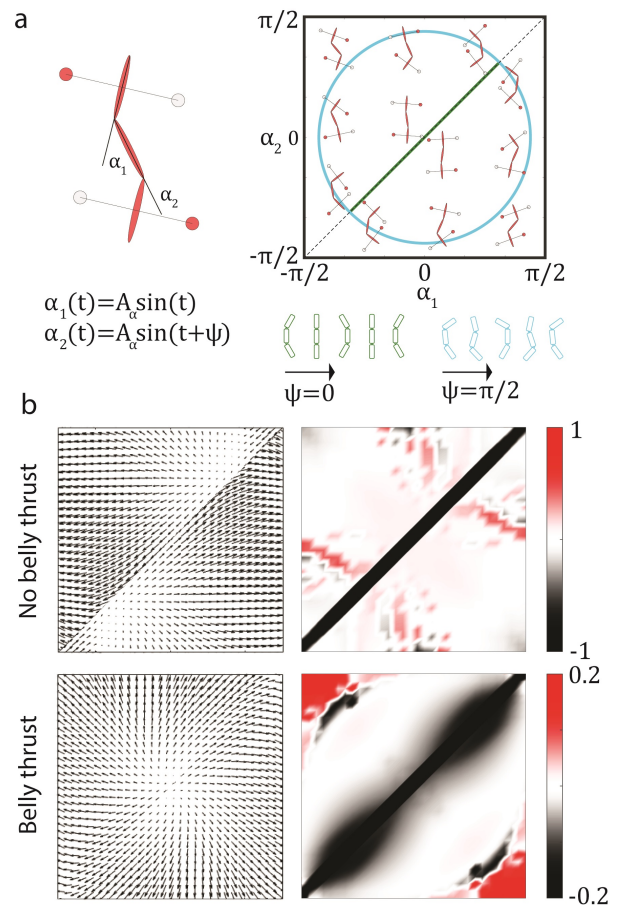 a
α₁
α₂
α₁(t)=Aαsin(t)
α₂(t)=Aαsin(t+ψ)
π/2
α₂ 0
-π/2
-π/2 0 π/2
α₁
ψ=0
ψ=π/2
b
No belly thrust
1
-1
Belly thrust
0.2
-0.2